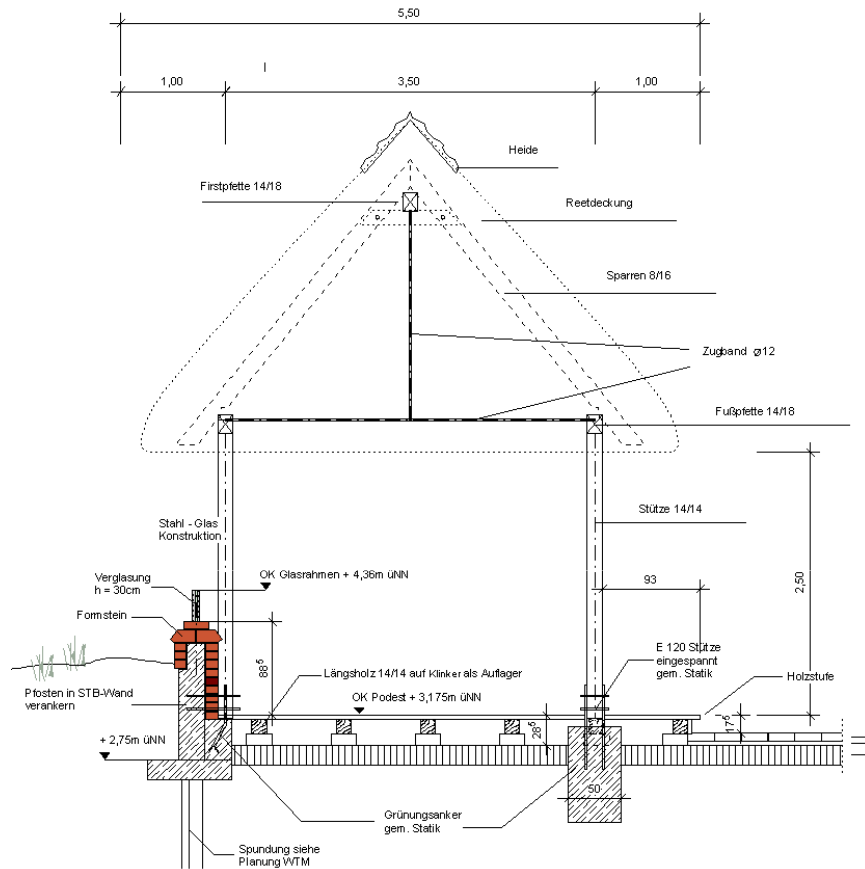 5,50
1,00
3,50
1,00
Heide
Firstpfette 14/18
Reetdeckung
Sparren 8/16
Zugband ø12
Fußpfette 14/18
Stütze 14/14
Stahl - Glas
Konstruktion
Verglasung
h = 30cm
OK Glasrahmen + 4,36m üNN
93
2,50
Formstein
88⁵
E 120 Stütze
eingespannt
gem. Statik
Längsholz 14/14 auf Klinker als Auflager
Holzstufe
Pfosten in STB-Wand
verankern
OK Podest + 3,175m üNN
28⁵
17⁵
+ 2,75m üNN
50
Grünungsanker
gem. Statik
Spundung siehe
Planung WTM